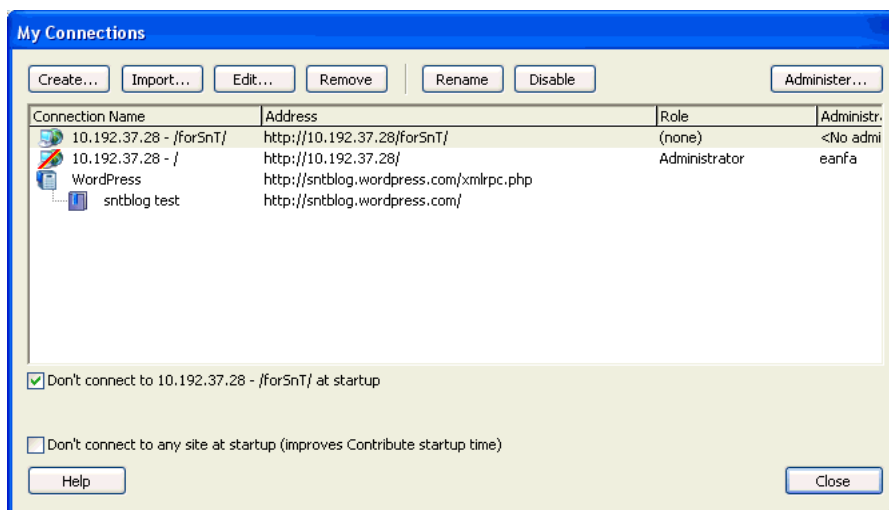 My Connections
Create... Import... Edit... Remove Rename Disable Administer...
Connection Name Address Role Administr
10.192.37.28 - /forSnT/ http://10.192.37.28/forSnT/ (none) <No admi
10.192.37.28 - / http://10.192.37.28/ Administrator eanfa
WordPress http://sntblog.wordpress.com/xmlrpc.php
sntblog test http://sntblog.wordpress.com/
Don't connect to 10.192.37.28 - /forSnT/ at startup
Don't connect to any site at startup (improves Contribute startup time)
Help Close